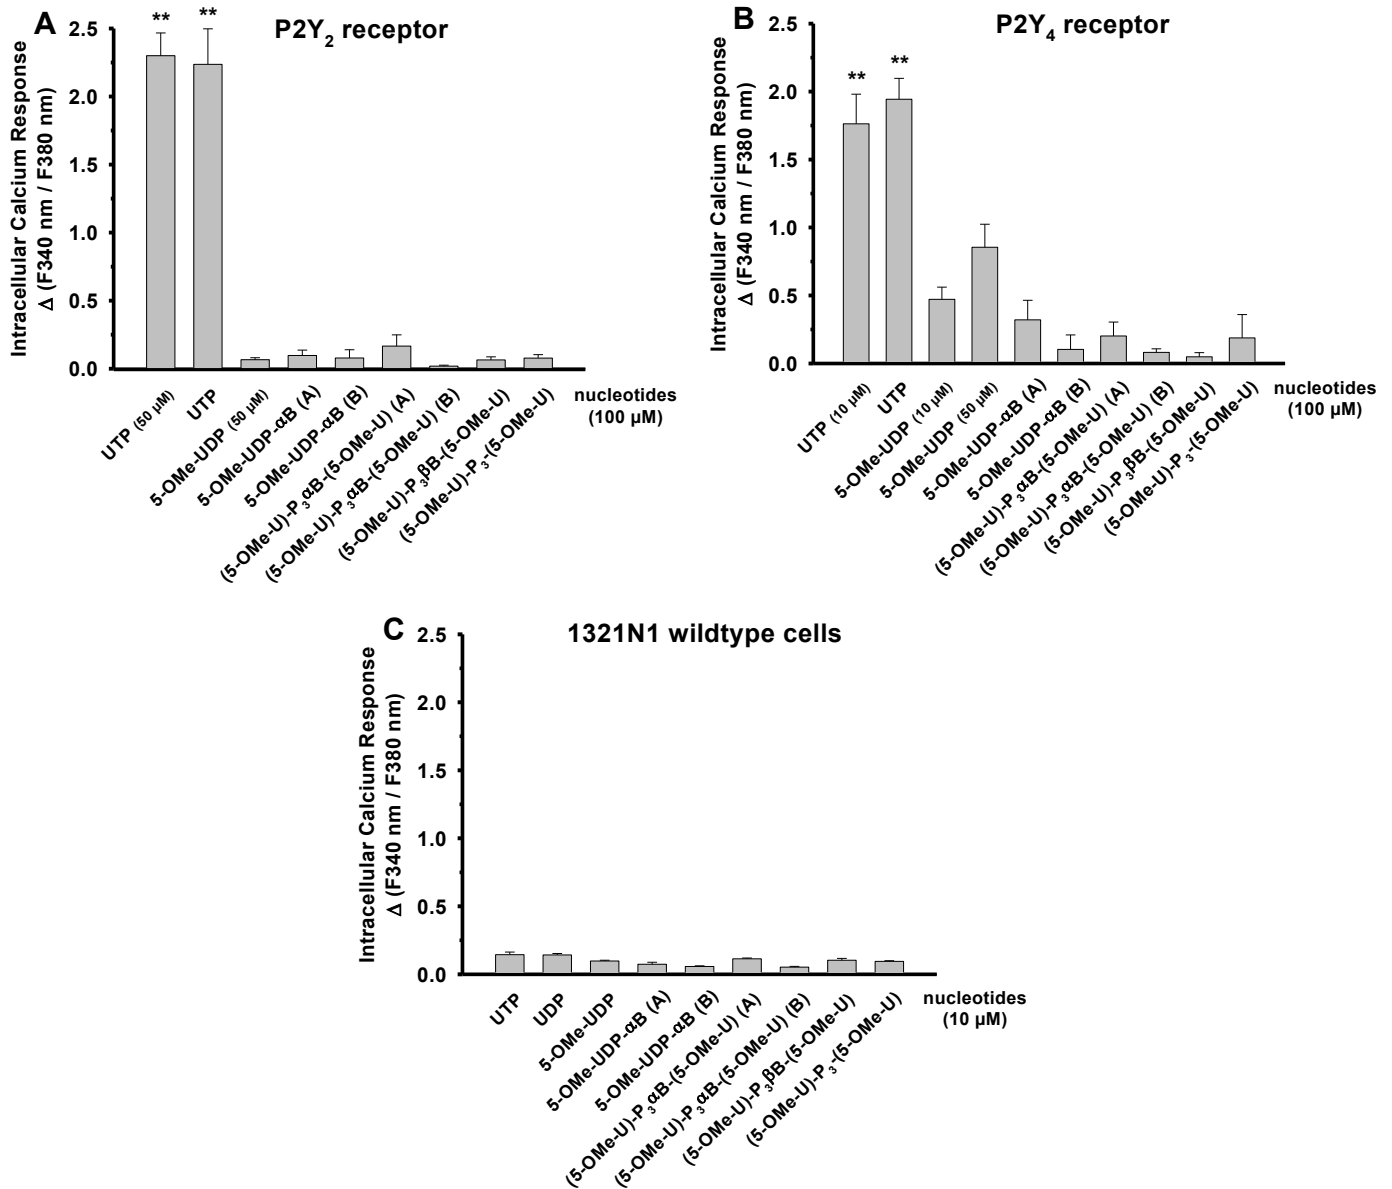 A
P2Y2 receptor
Intracellular Calcium Response
Δ (F340 nm / F380 nm)
2.5
2.0
1.5
1.0
0.5
0.0
**
**
UTP (50 µM)
UTP
5-OMe-UDP (50 µM)
5-OMe-UDP-αB (A)
5-OMe-UDP-αB (B)
(5-OMe-U)-P3αB-(5-OMe-U) (A)
(5-OMe-U)-P3αB-(5-OMe-U) (B)
(5-OMe-U)-P3βB-(5-OMe-U)
(5-OMe-U)-P3-(5-OMe-U)
nucleotides
(100 µM)
B
P2Y4 receptor
Intracellular Calcium Response
Δ (F340 nm / F380 nm)
2.5
2.0
1.5
1.0
0.5
0.0
**
**
UTP (10 µM)
UTP
5-OMe-UDP (10 µM)
5-OMe-UDP (50 µM)
5-OMe-UDP-αB (A)
5-OMe-UDP-αB (B)
(5-OMe-U)-P3αB-(5-OMe-U) (A)
(5-OMe-U)-P3αB-(5-OMe-U) (B)
(5-OMe-U)-P3βB-(5-OMe-U)
(5-OMe-U)-P3-(5-OMe-U)
nucleotides
(100 µM)
C
1321N1 wildtype cells
Intracellular Calcium Response
Δ (F340 nm / F380 nm)
2.5
2.0
1.5
1.0
0.5
0.0
UTP
UDP
5-OMe-UDP
5-OMe-UDP-αB (A)
5-OMe-UDP-αB (B)
(5-OMe-U)-P3αB-(5-OMe-U) (A)
(5-OMe-U)-P3αB-(5-OMe-U) (B)
(5-OMe-U)-P3βB-(5-OMe-U)
(5-OMe-U)-P3-(5-OMe-U)
nucleotides
(10 µM)